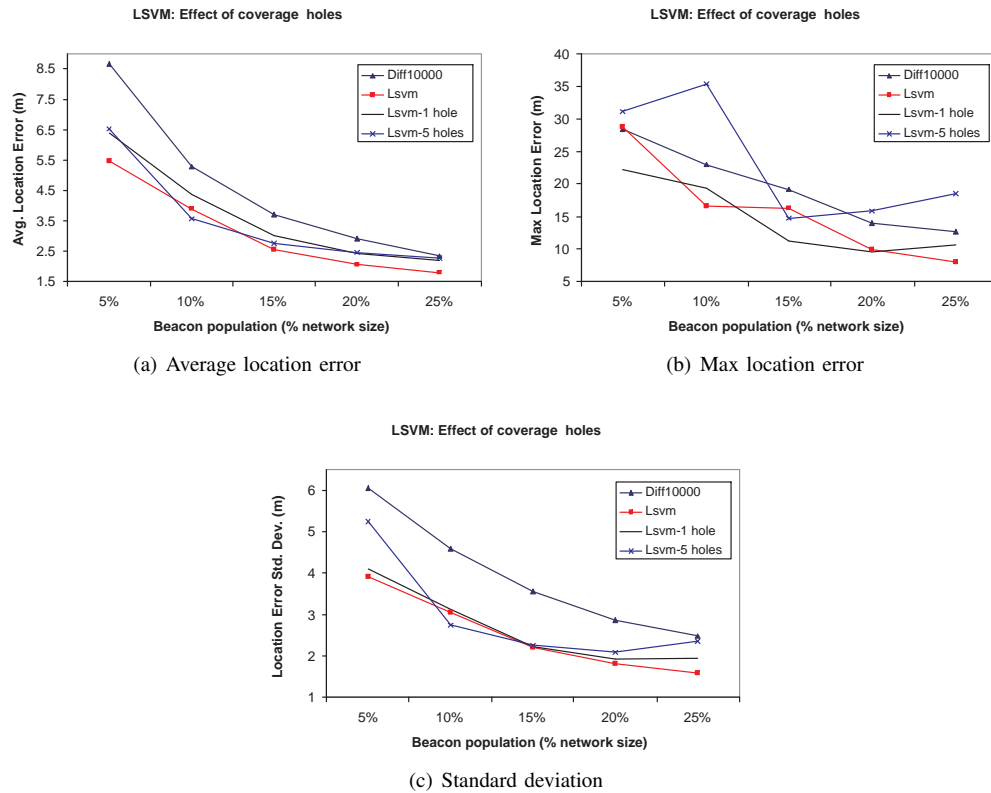 LSVM: Effect of coverage holes
8.5
7.5
6.5
5.5
4.5
3.5
2.5
1.5
Avg. Location Error (m)
Diff10000
Lsvm
Lsvm-1 hole
Lsvm-5 holes
5% 10% 15% 20% 25%
Beacon population (% network size)
(a) Average location error
LSVM: Effect of coverage holes
40
35
30
25
20
15
10
5
Max Location Error (m)
Diff10000
Lsvm
Lsvm-1 hole
Lsvm-5 holes
5% 10% 15% 20% 25%
Beacon population (% network size)
(b) Max location error
LSVM: Effect of coverage holes
6
5
4
3
2
1
Location Error Std. Dev. (m)
Diff10000
Lsvm
Lsvm-1 hole
Lsvm-5 holes
5% 10% 15% 20% 25%
Beacon population (% network size)
(c) Standard deviation